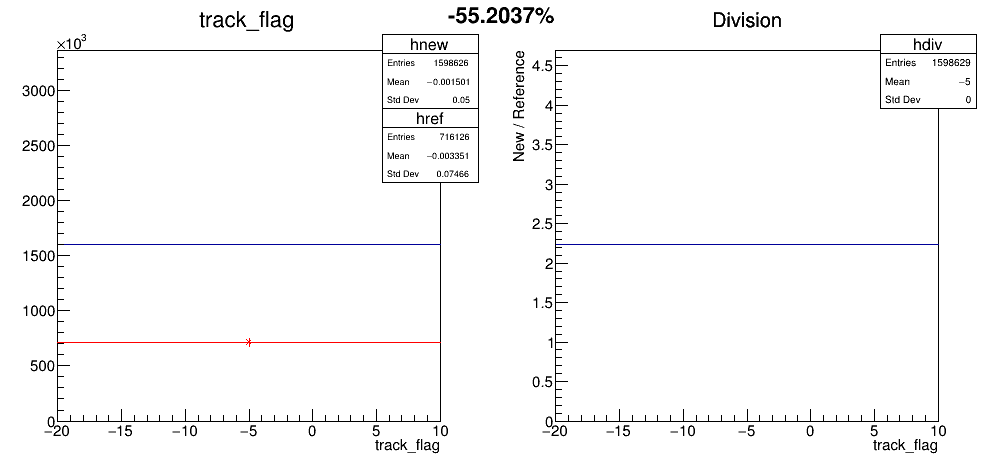 track_flag
-55.2037%
Division
×10³
hnew
Entries 1598626
Mean −0.001501
Std Dev 0.05
href
Entries 716126
Mean −0.003351
Std Dev 0.07466
3000
2500
2000
1500
1000
500
0
−20 −15 −10 −5 0 5 10
track_flag
hdiv
Entries 1598629
Mean −5
Std Dev 0
New / Reference
4.5
4
3.5
3
2.5
2
1.5
1
0.5
0
−20 −15 −10 −5 0 5 10
track_flag